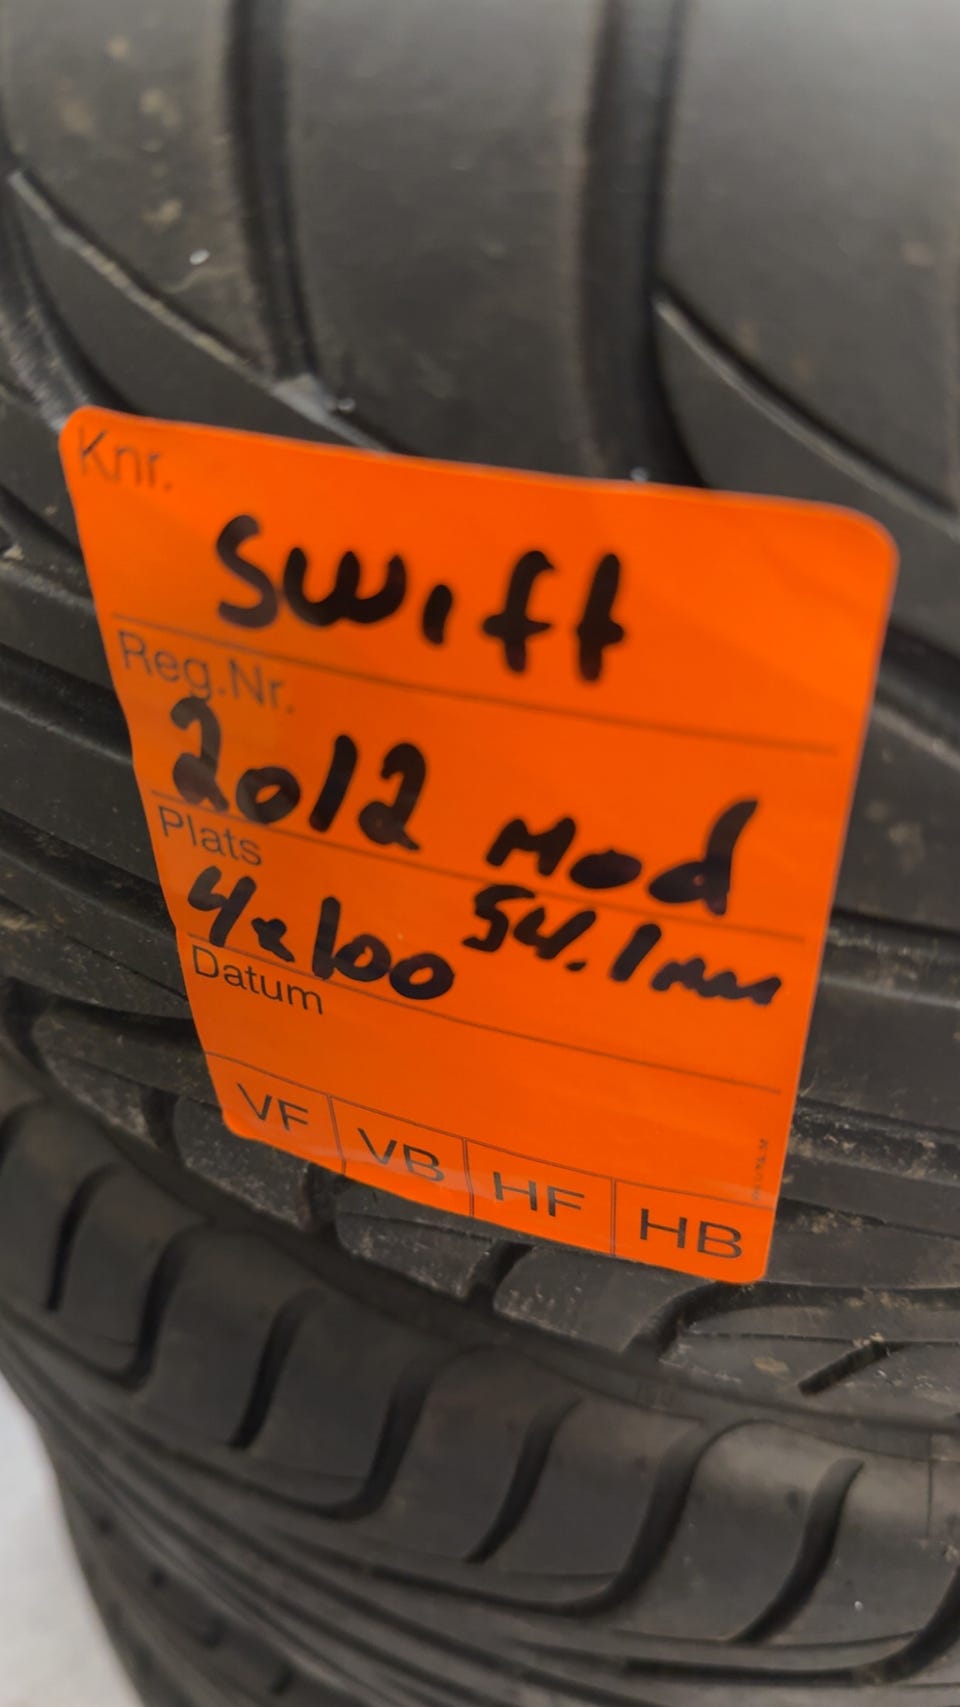 Knr.
Swift
Reg.Nr.
2012 Mod
Plats
4x100 54.1mm
Datum
VF VB HF HB